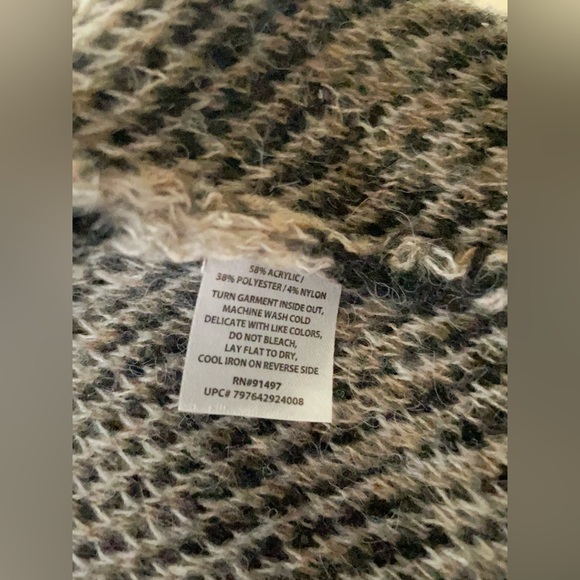 58% ACRYLIC /
38% POLYESTER / 4% NYLON
TURN GARMENT INSIDE OUT,
MACHINE WASH COLD
DELICATE WITH LIKE COLORS,
DO NOT BLEACH,
LAY FLAT TO DRY,
COOL IRON ON REVERSE SIDE
RN#91497
UPC# 797642924008